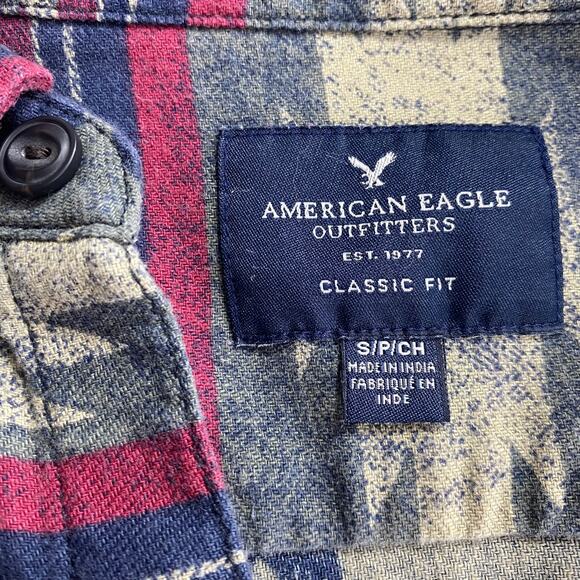 AMERICAN EAGLE
OUTFITTERS
EST. 1977
CLASSIC FIT
S/P/CH
MADE IN INDIA
FABRIQUÉ EN
INDE